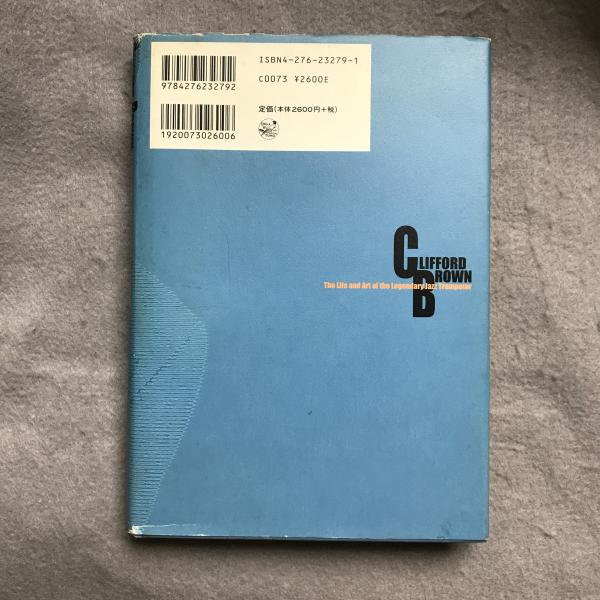 9784276232792
1920073026006
ISBN4-276-23279-1
C0073 ¥2600E
定価(本体2600円+税)
CLIFFORD
BROWN
The Life and Art of the Legendary Jazz Trumpeter